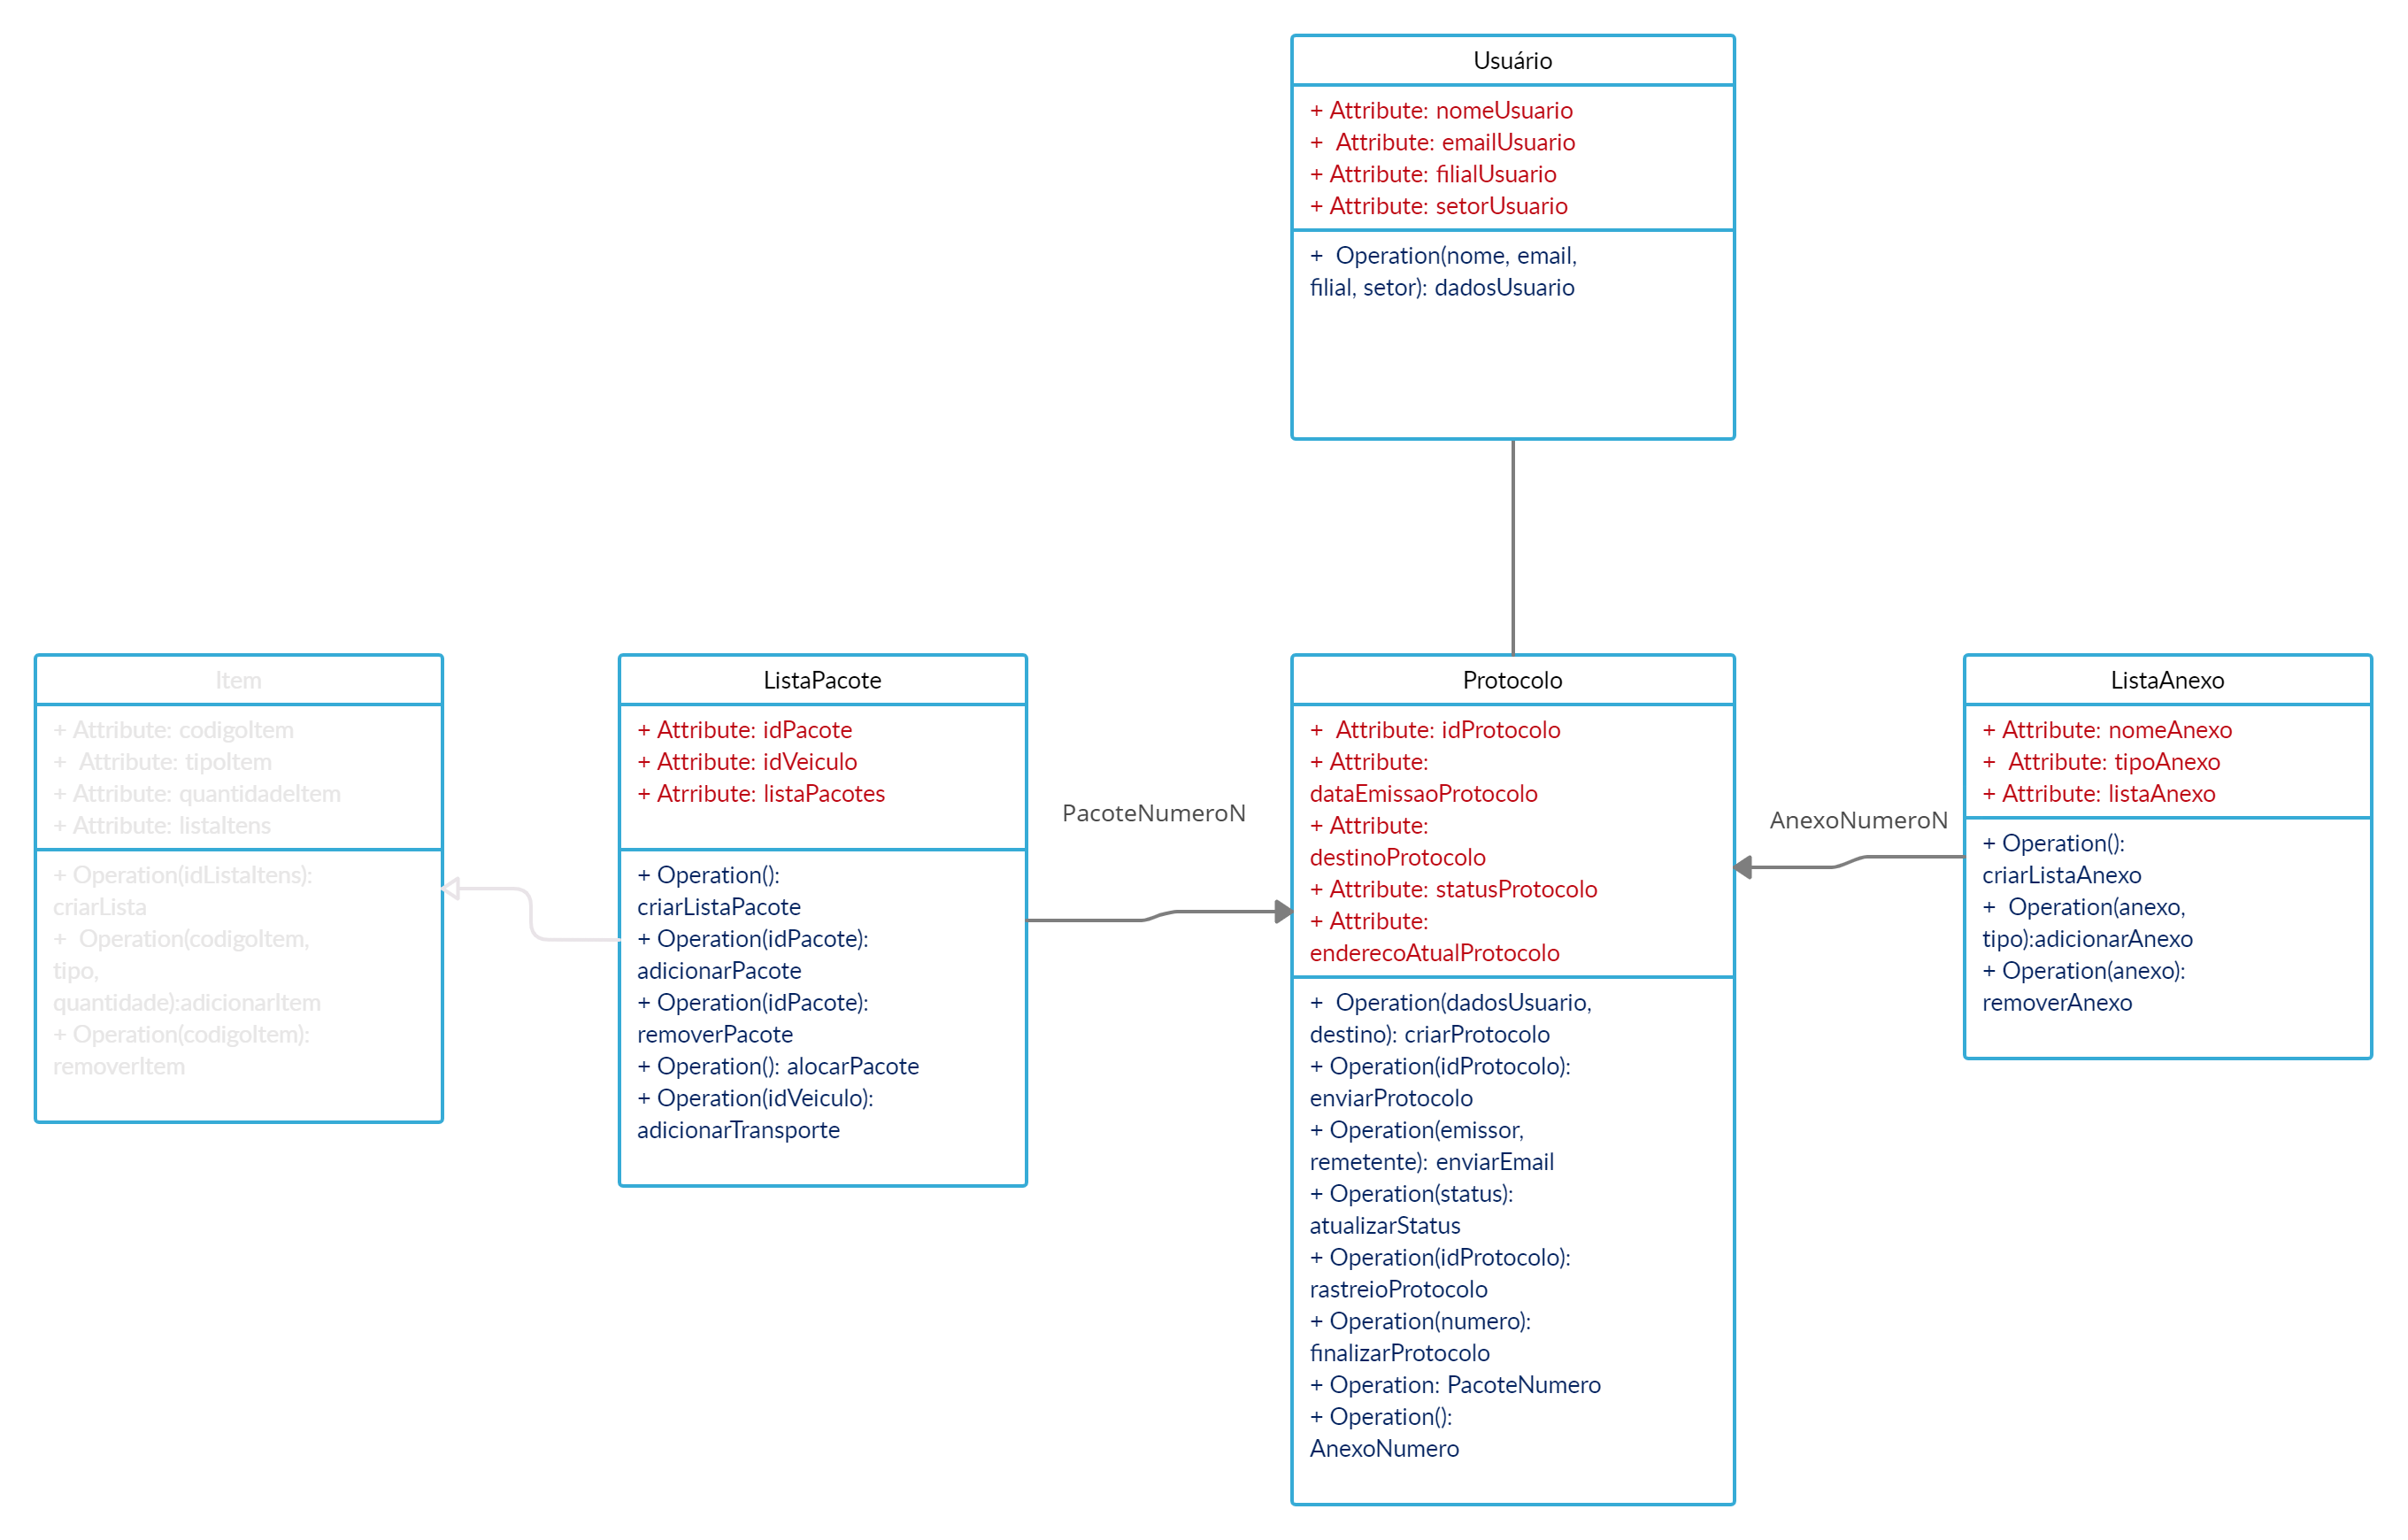 Usuário
+ Attribute: nomeUsuario
+  Attribute: emailUsuario
+ Attribute: filialUsuario
+ Attribute: setorUsuario
+  Operation(nome, email,
filial, setor): dadosUsuario
Item
+ Attribute: codigoItem
+  Attribute: tipoItem
+ Attribute: quantidadeItem
+ Attribute: listaItens
+ Operation(idListaItens):
criarLista
+  Operation(codigoItem,
tipo,
quantidade):adicionarItem
+ Operation(codigoItem):
removerItem
ListaPacote
+ Attribute: idPacote
+ Attribute: idVeiculo
+ Atrribute: listaPacotes
+ Operation():
criarListaPacote
+ Operation(idPacote):
adicionarPacote
+ Operation(idPacote):
removerPacote
+ Operation(): alocarPacote
+ Operation(idVeiculo):
adicionarTransporte
PacoteNumeroN
Protocolo
+  Attribute: idProtocolo
+ Attribute:
dataEmissaoProtocolo
+ Attribute:
destinoProtocolo
+ Attribute: statusProtocolo
+ Attribute:
enderecoAtualProtocolo
+  Operation(dadosUsuario,
destino): criarProtocolo
+ Operation(idProtocolo):
enviarProtocolo
+ Operation(emissor,
remetente): enviarEmail
+ Operation(status):
atualizarStatus
+ Operation(idProtocolo):
rastreioProtocolo
+ Operation(numero):
finalizarProtocolo
+ Operation: PacoteNumero
+ Operation():
AnexoNumero
AnexoNumeroN
ListaAnexo
+ Attribute: nomeAnexo
+  Attribute: tipoAnexo
+ Attribute: listaAnexo
+ Operation():
criarListaAnexo
+  Operation(anexo,
tipo):adicionarAnexo
+ Operation(anexo):
removerAnexo